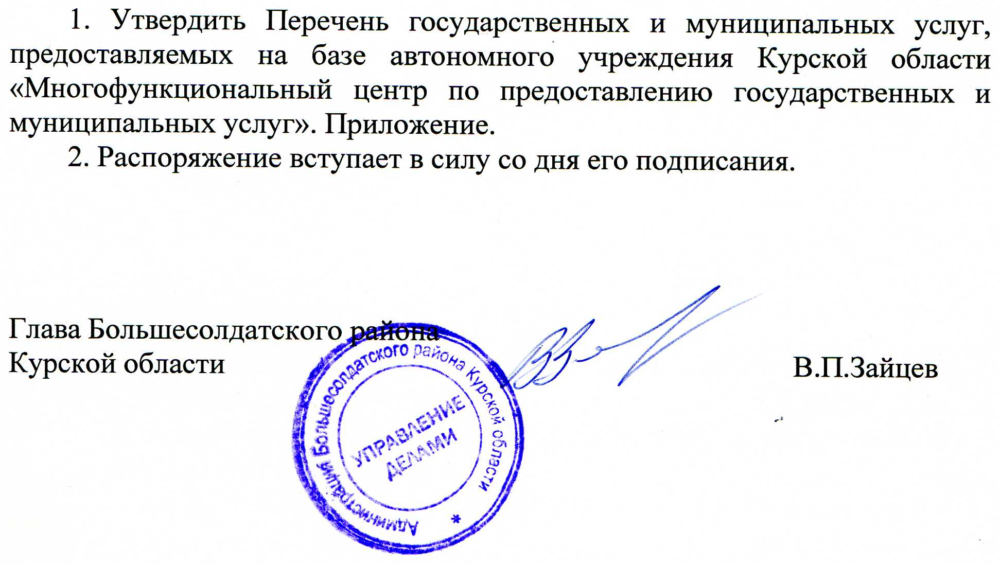 1. Утвердить Перечень государственных и муниципальных услуг,
предоставляемых на базе автономного учреждения Курской области
«Многофункциональный центр по предоставлению государственных и
муниципальных услуг». Приложение.
2. Распоряжение вступает в силу со дня его подписания.
Глава Большесолдатского района
Курской области
В.П.Зайцев
Администрация Большесолдатского района Курской области
*
УПРАВЛЕНИЕ
ДЕЛАМИ